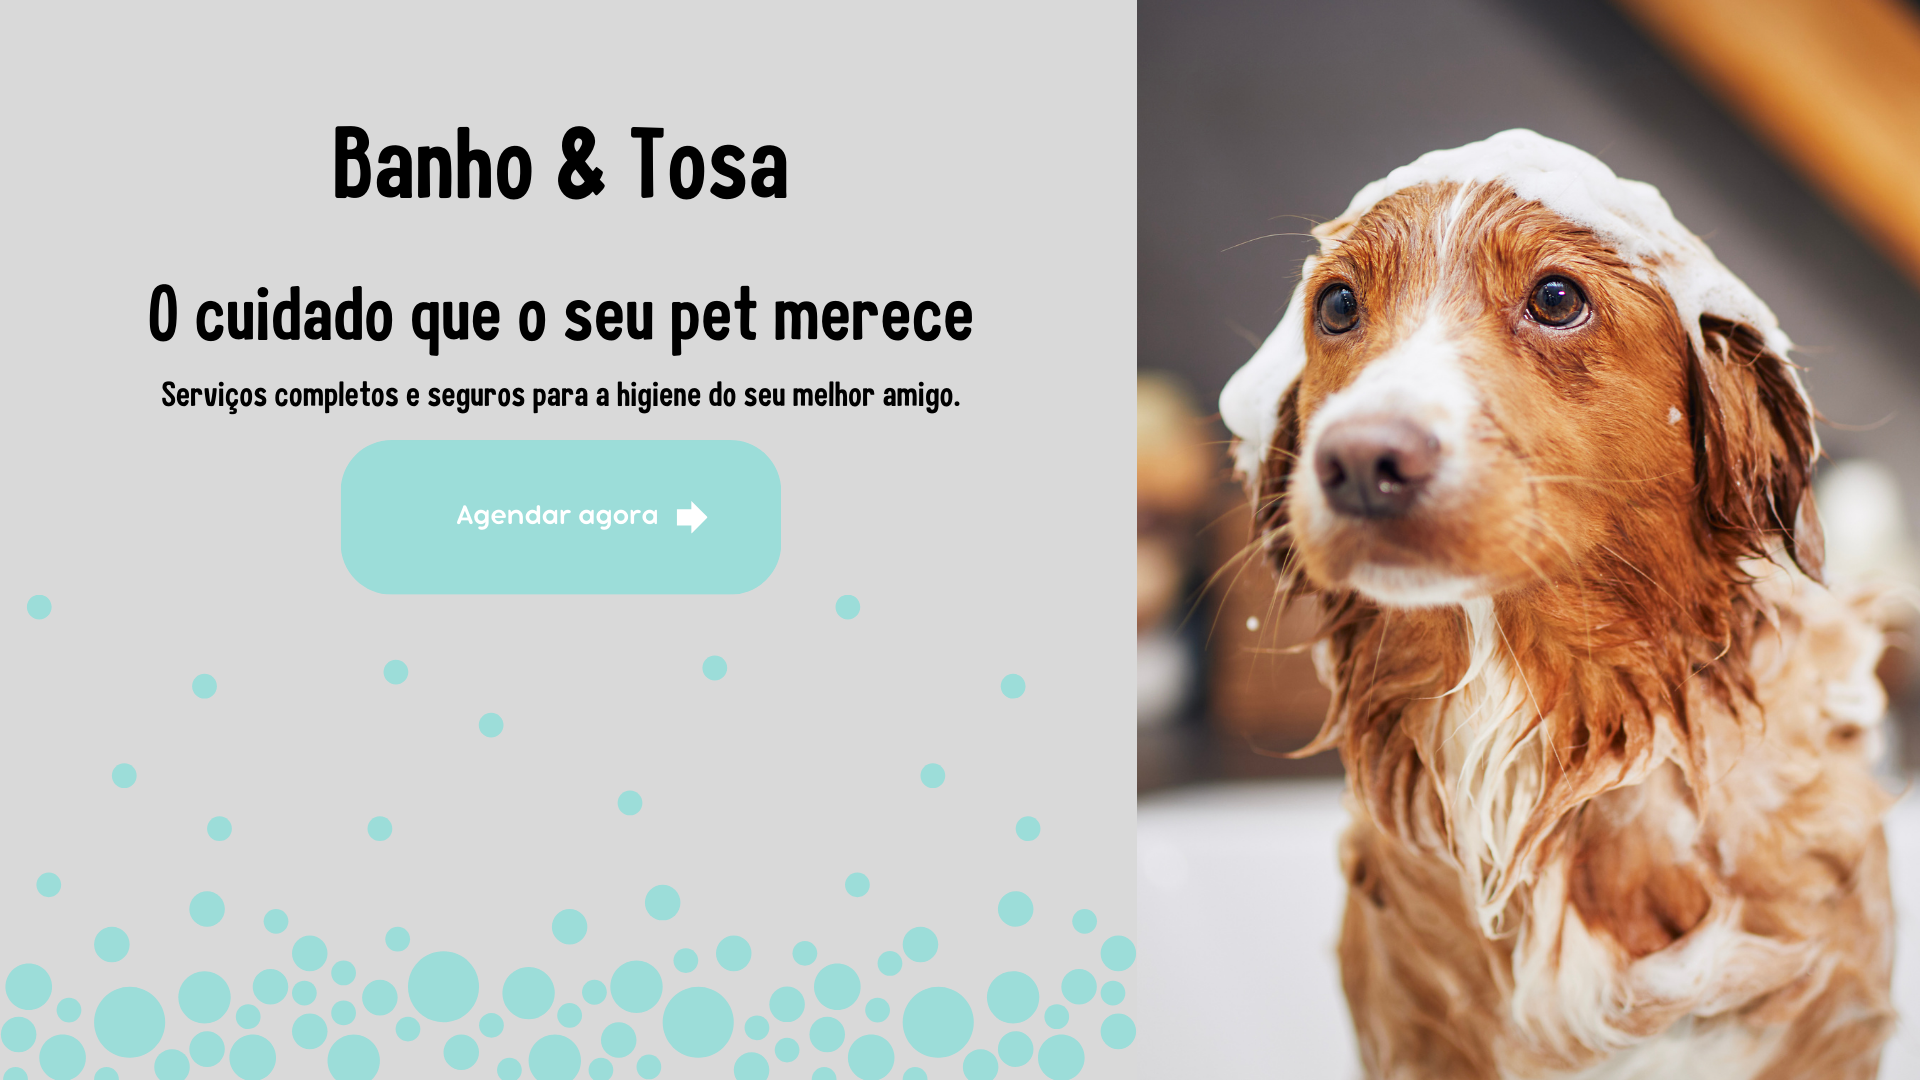 Banho & Tosa
O cuidado que o seu pet merece
Serviços completos e seguros para a higiene do seu melhor amigo.
Agendar agora